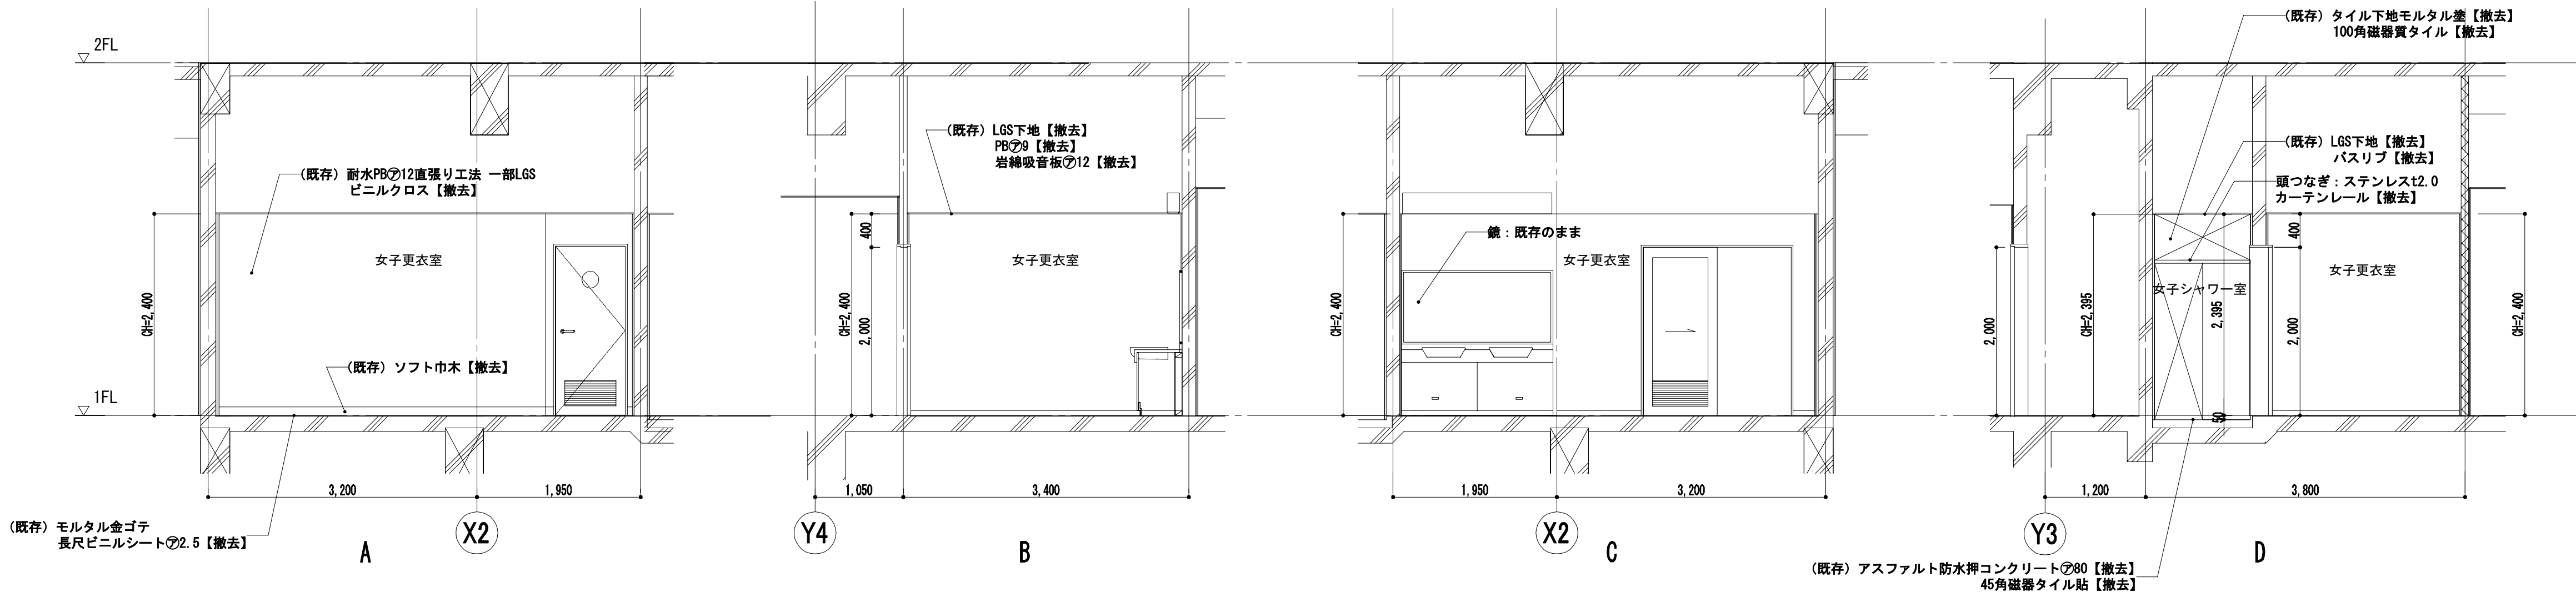 2FL
1FL
(既存) 耐水PB㋐12直張り工法 一部LGS
ビニルクロス【撤去】
女子更衣室
CH=2,400
(既存) ソフト巾木【撤去】
3,200
1,950
(既存) モルタル金ゴテ
長尺ビニルシート㋐2.5【撤去】
X2
A
(既存) LGS下地【撤去】
PB㋐9【撤去】
岩綿吸音板㋐12【撤去】
400
女子更衣室
CH=2,400
2,000
1,050
3,400
Y4
B
鏡：既存のまま
女子更衣室
CH=2,400
1,950
3,200
X2
C
(既存) タイル下地モルタル塗【撤去】
100角磁器質タイル【撤去】
(既存) LGS下地【撤去】
バスリブ【撤去】
頭つなぎ：ステンレスt2.0
カーテンレール【撤去】
400
女子更衣室
女子シャワー室
2,000
CH=2,395
2,395
2,000
CH=2,400
50
1,200
3,800
Y3
D
(既存) アスファルト防水押コンクリート㋐80【撤去】
45角磁器タイル貼【撤去】